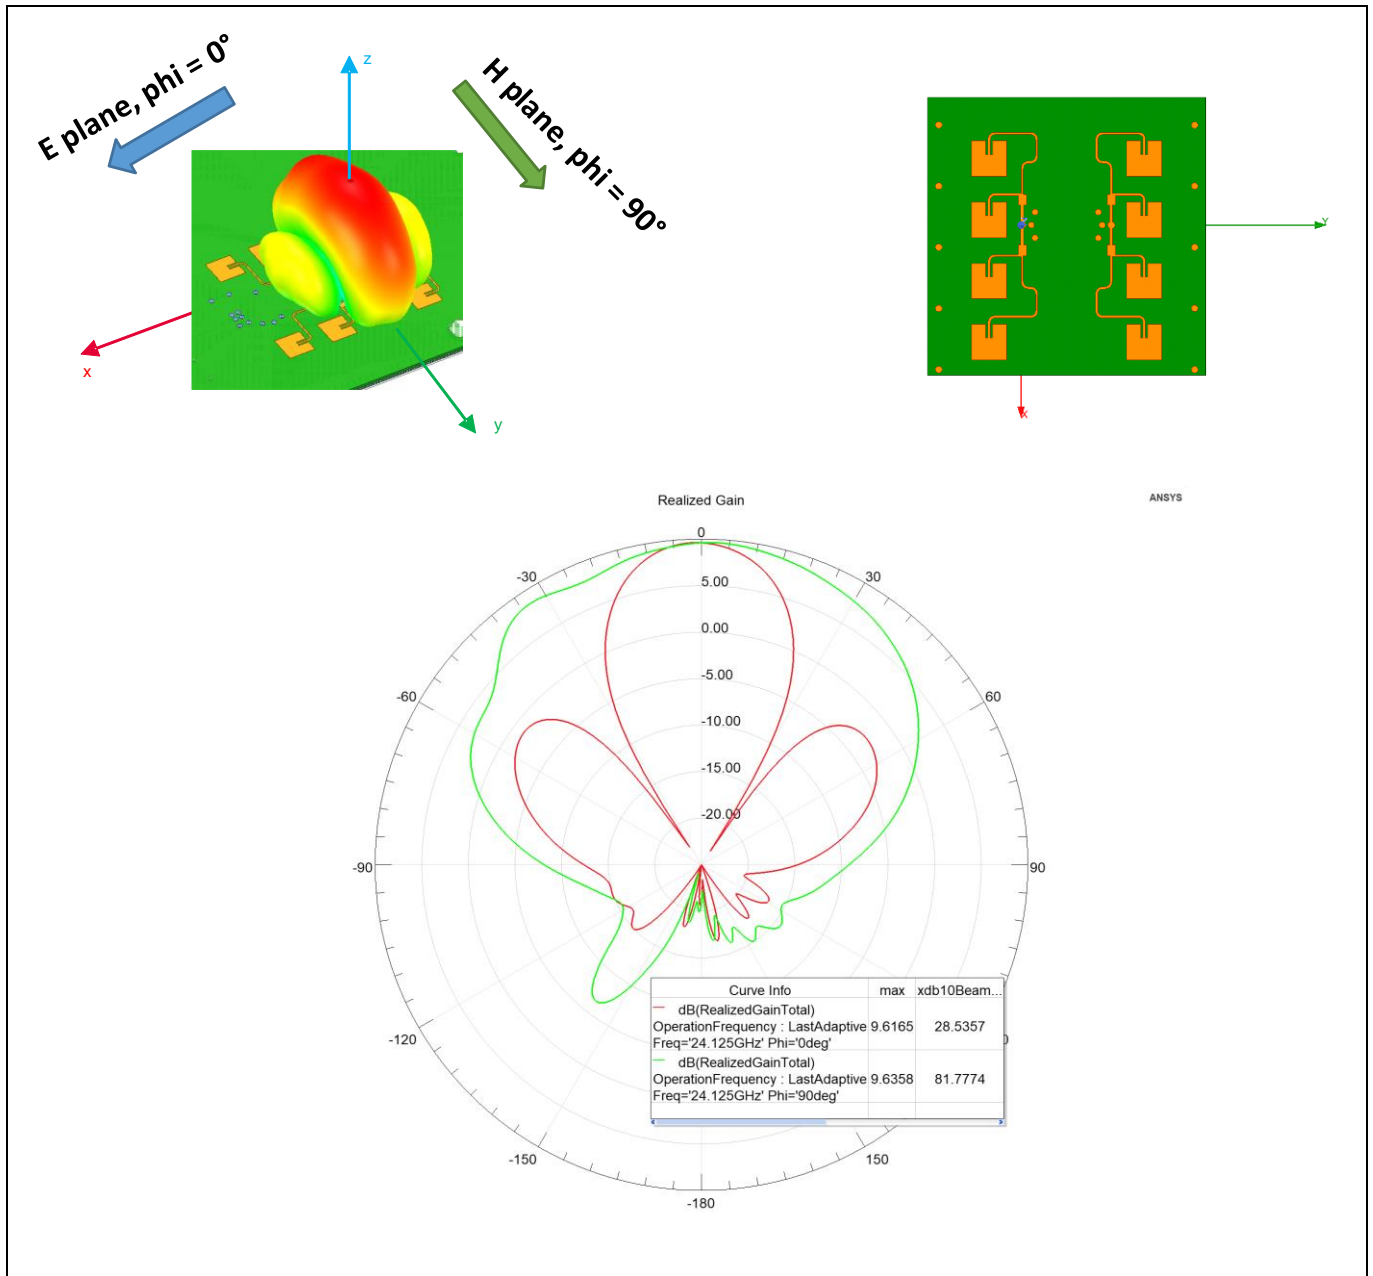 E plane, phi = 0°
H plane, phi = 90°
z
x
y
Y
X
Realized Gain
ANSYS
0
-30
30
5.00
0.00
-5.00
-60
60
-10.00
-15.00
-20.00
-90
90
Curve Info max xdb10Beam...
dB(RealizedGainTotal)
OperationFrequency : LastAdaptive 9.6165 28.5357
Freq='24.125GHz' Phi='0deg'
-120
0
dB(RealizedGainTotal)
OperationFrequency : LastAdaptive 9.6358 81.7774
Freq='24.125GHz' Phi='90deg'
-150
150
-180